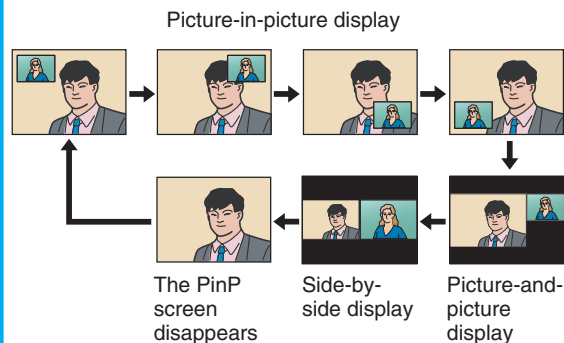 Picture-in-picture display
The PinP
screen
disappears
Side-by-
side display
Picture-and-
picture
display